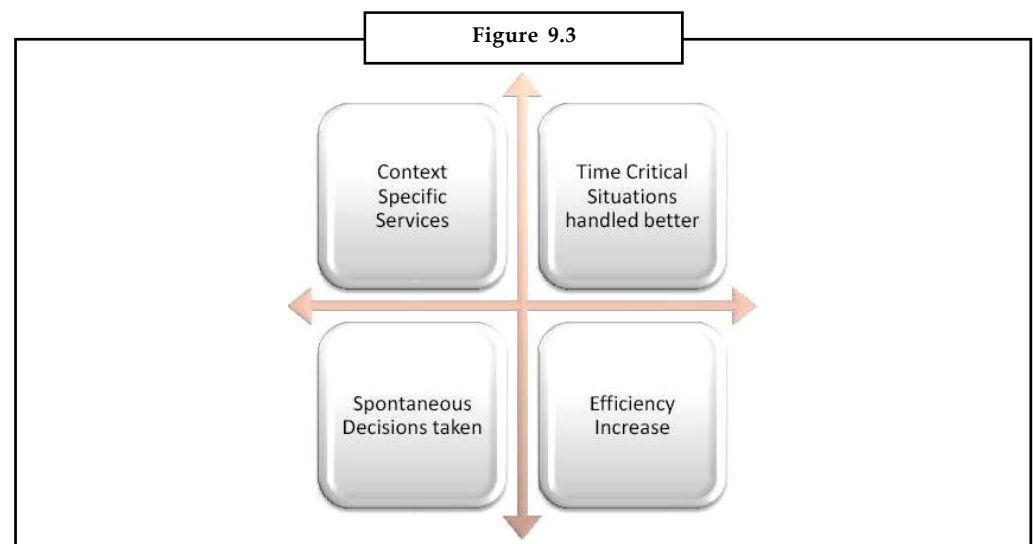 Figure 9.3
Context
Specific
Services
Time Critical
Situations
handled better
Spontaneous
Decisions taken
Efficiency
Increase